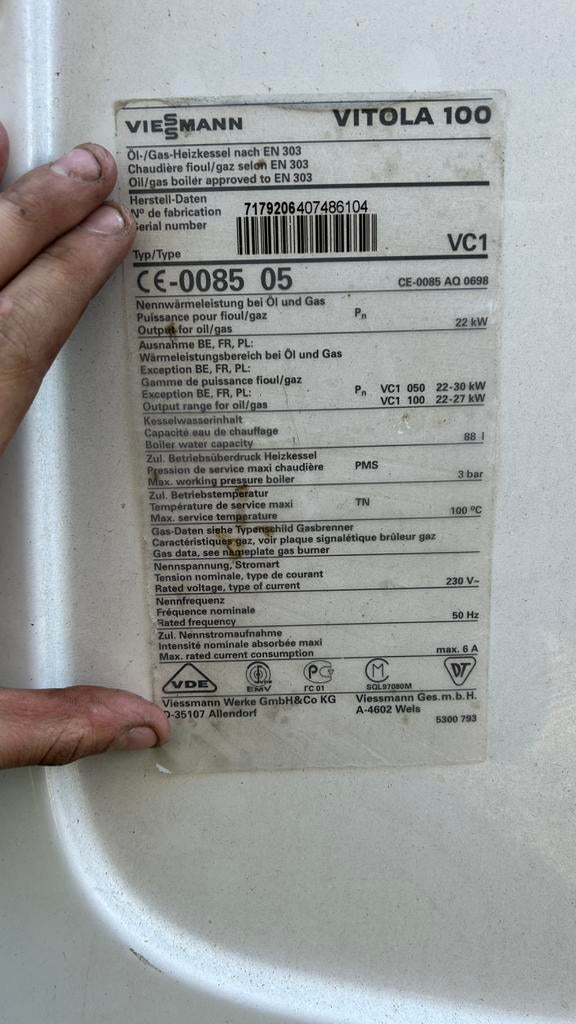 VIESSMANN VITOLA 100
Öl-/Gas-Heizkessel nach EN 303
Chaudière fioul/gaz selon EN 303
Oil/gas boiler approved to EN 303
Herstell-Daten
N° de fabrication 7179206407486104
Serial number
Typ/Type VC1
CE-0085 05 CE-0085 AQ 0698
Nennwärmeleistung bei Öl und Gas
Puissance pour fioul/gaz Pn
Output for oil/gas 22 kW
Ausnahme BE, FR, PL:
Wärmeleistungsbereich bei Öl und Gas
Exception BE, FR, PL:
Gamme de puissance fioul/gaz
Exception BE, FR, PL: Pn VC1 050 22-30 kW
Output range for oil/gas VC1 100 22-27 kW
Kesselwasserinhalt
Capacité eau de chauffage
Boiler water capacity 88 l
Zul. Betriebsüberdruck Heizkessel
Pression de service maxi chaudière PMS
Max. working pressure boiler 3 bar
Zul. Betriebstemperatur
Température de service maxi TN
Max. service temperature 100 °C
Gas-Daten siehe Typenschild Gasbrenner
Caractéristiques gaz, voir plaque signalétique brûleur gaz
Gas data, see nameplate gas burner
Nennspannung, Stromart
Tension nominale, type de courant
Rated voltage, type of current 230 V~
Nennfrequenz
Fréquence nominale
Rated frequency 50 Hz
Zul. Nennstromaufnahme
Intensité nominale absorbée maxi
Max. rated current consumption max. 6 A
VDE EMV ГС 01 SQL97080M
Viessmann Werke GmbH&Co KG Viessmann Ges.m.b.H.
D-35107 Allendorf A-4602 Wels
5300 793